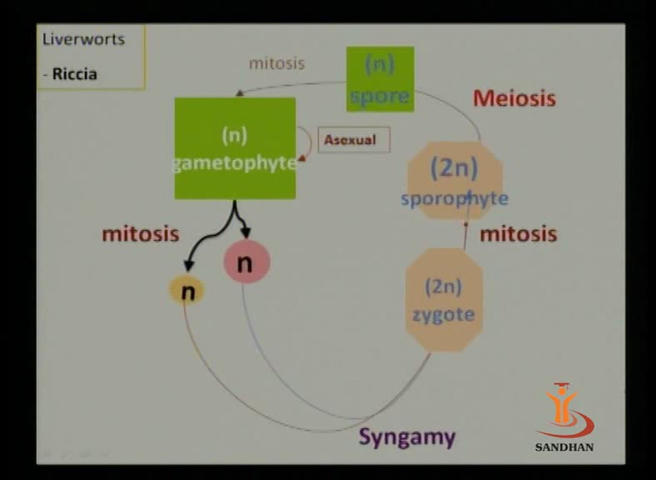 Liverworts
- Riccia
mitosis
(n)
spore
Meiosis
(n)
gametophyte
Asexual
(2n)
sporophyte
mitosis
mitosis
n
n
(2n)
zygote
Syngamy
SANDHAN